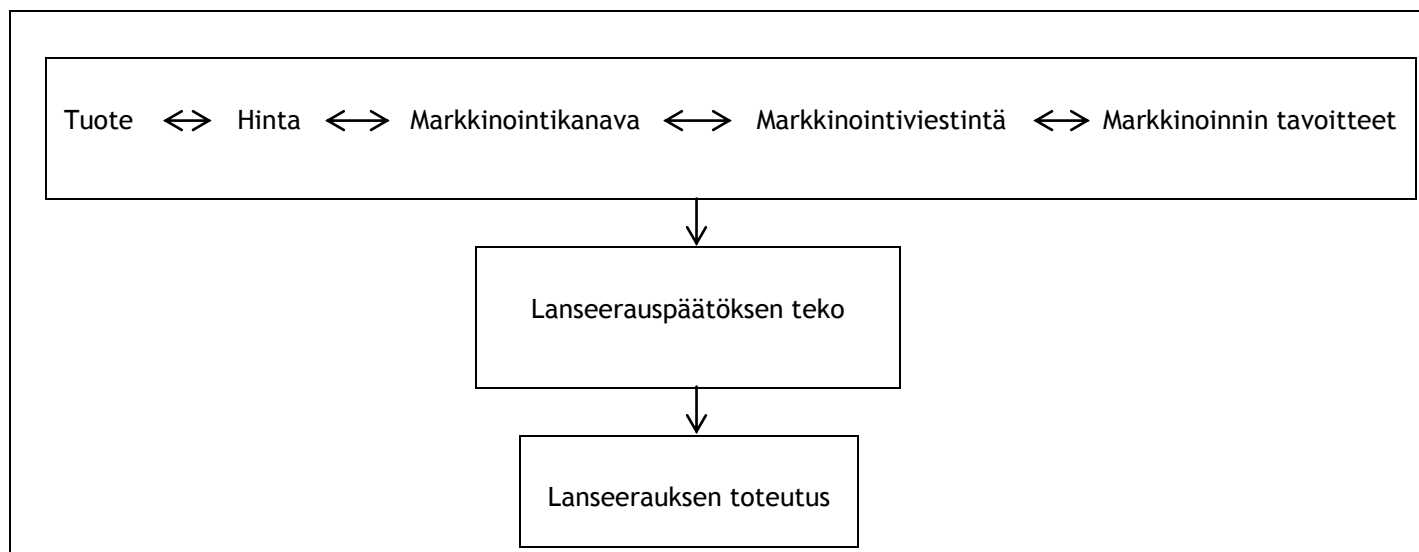 Tuote Hinta Markkinointikanava Markkinointiviestintä Markkinoinnin tavoitteet
Lanseerauspäätöksen teko
Lanseerauksen toteutus